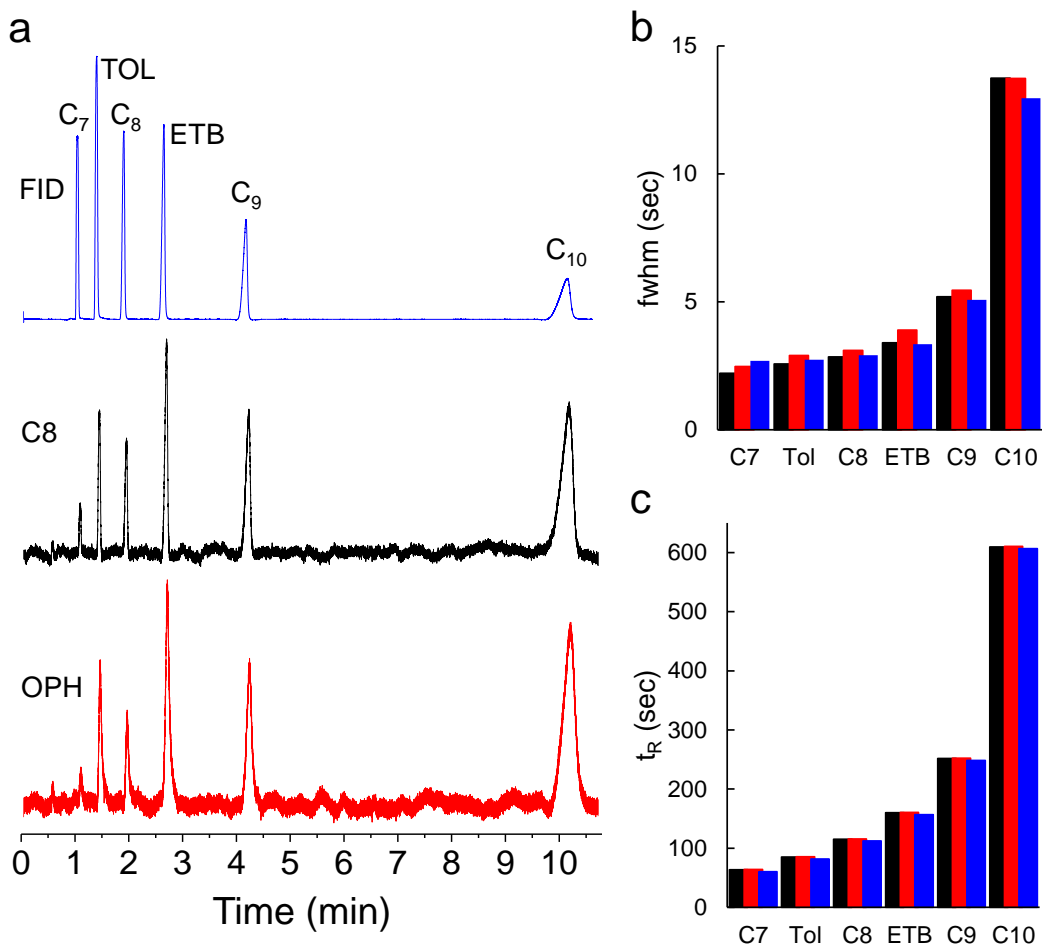 a
TOL
C7
C8
ETB
FID
C9
C10
C8
OPH
0 1 2 3 4 5 6 7 8 9 10
Time (min)
b
15
10
5
0
fwhm (sec)
C7 Tol C8 ETB C9 C10
c
600
500
400
300
200
100
0
tR (sec)
C7 Tol C8 ETB C9 C10